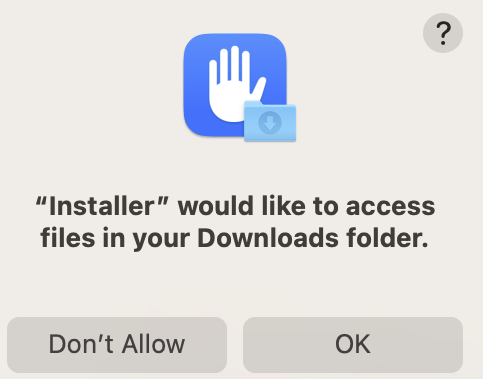 ?
“Installer” would like to access
files in your Downloads folder.
Don’t Allow
OK